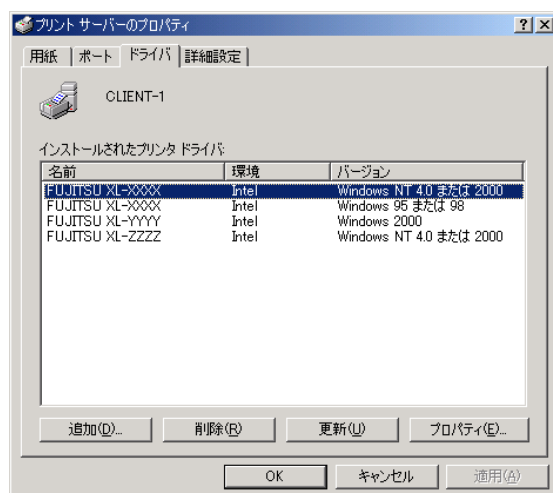 プリント サーバーのプロパティ
? ×
用紙 ポート ドライバ 詳細設定
CLIENT-1
インストールされたプリンタ ドライバ:
名前 環境 バージョン
FUJITSU XL-XXXX Intel Windows NT 4.0 または 2000
FUJITSU XL-XXXX Intel Windows 95 または 98
FUJITSU XL-YYYY Intel Windows 2000
FUJITSU XL-ZZZZ Intel Windows NT 4.0 または 2000
追加(D)... 削除(R) 更新(U) プロパティ(E)...
OK キャンセル 適用(A)